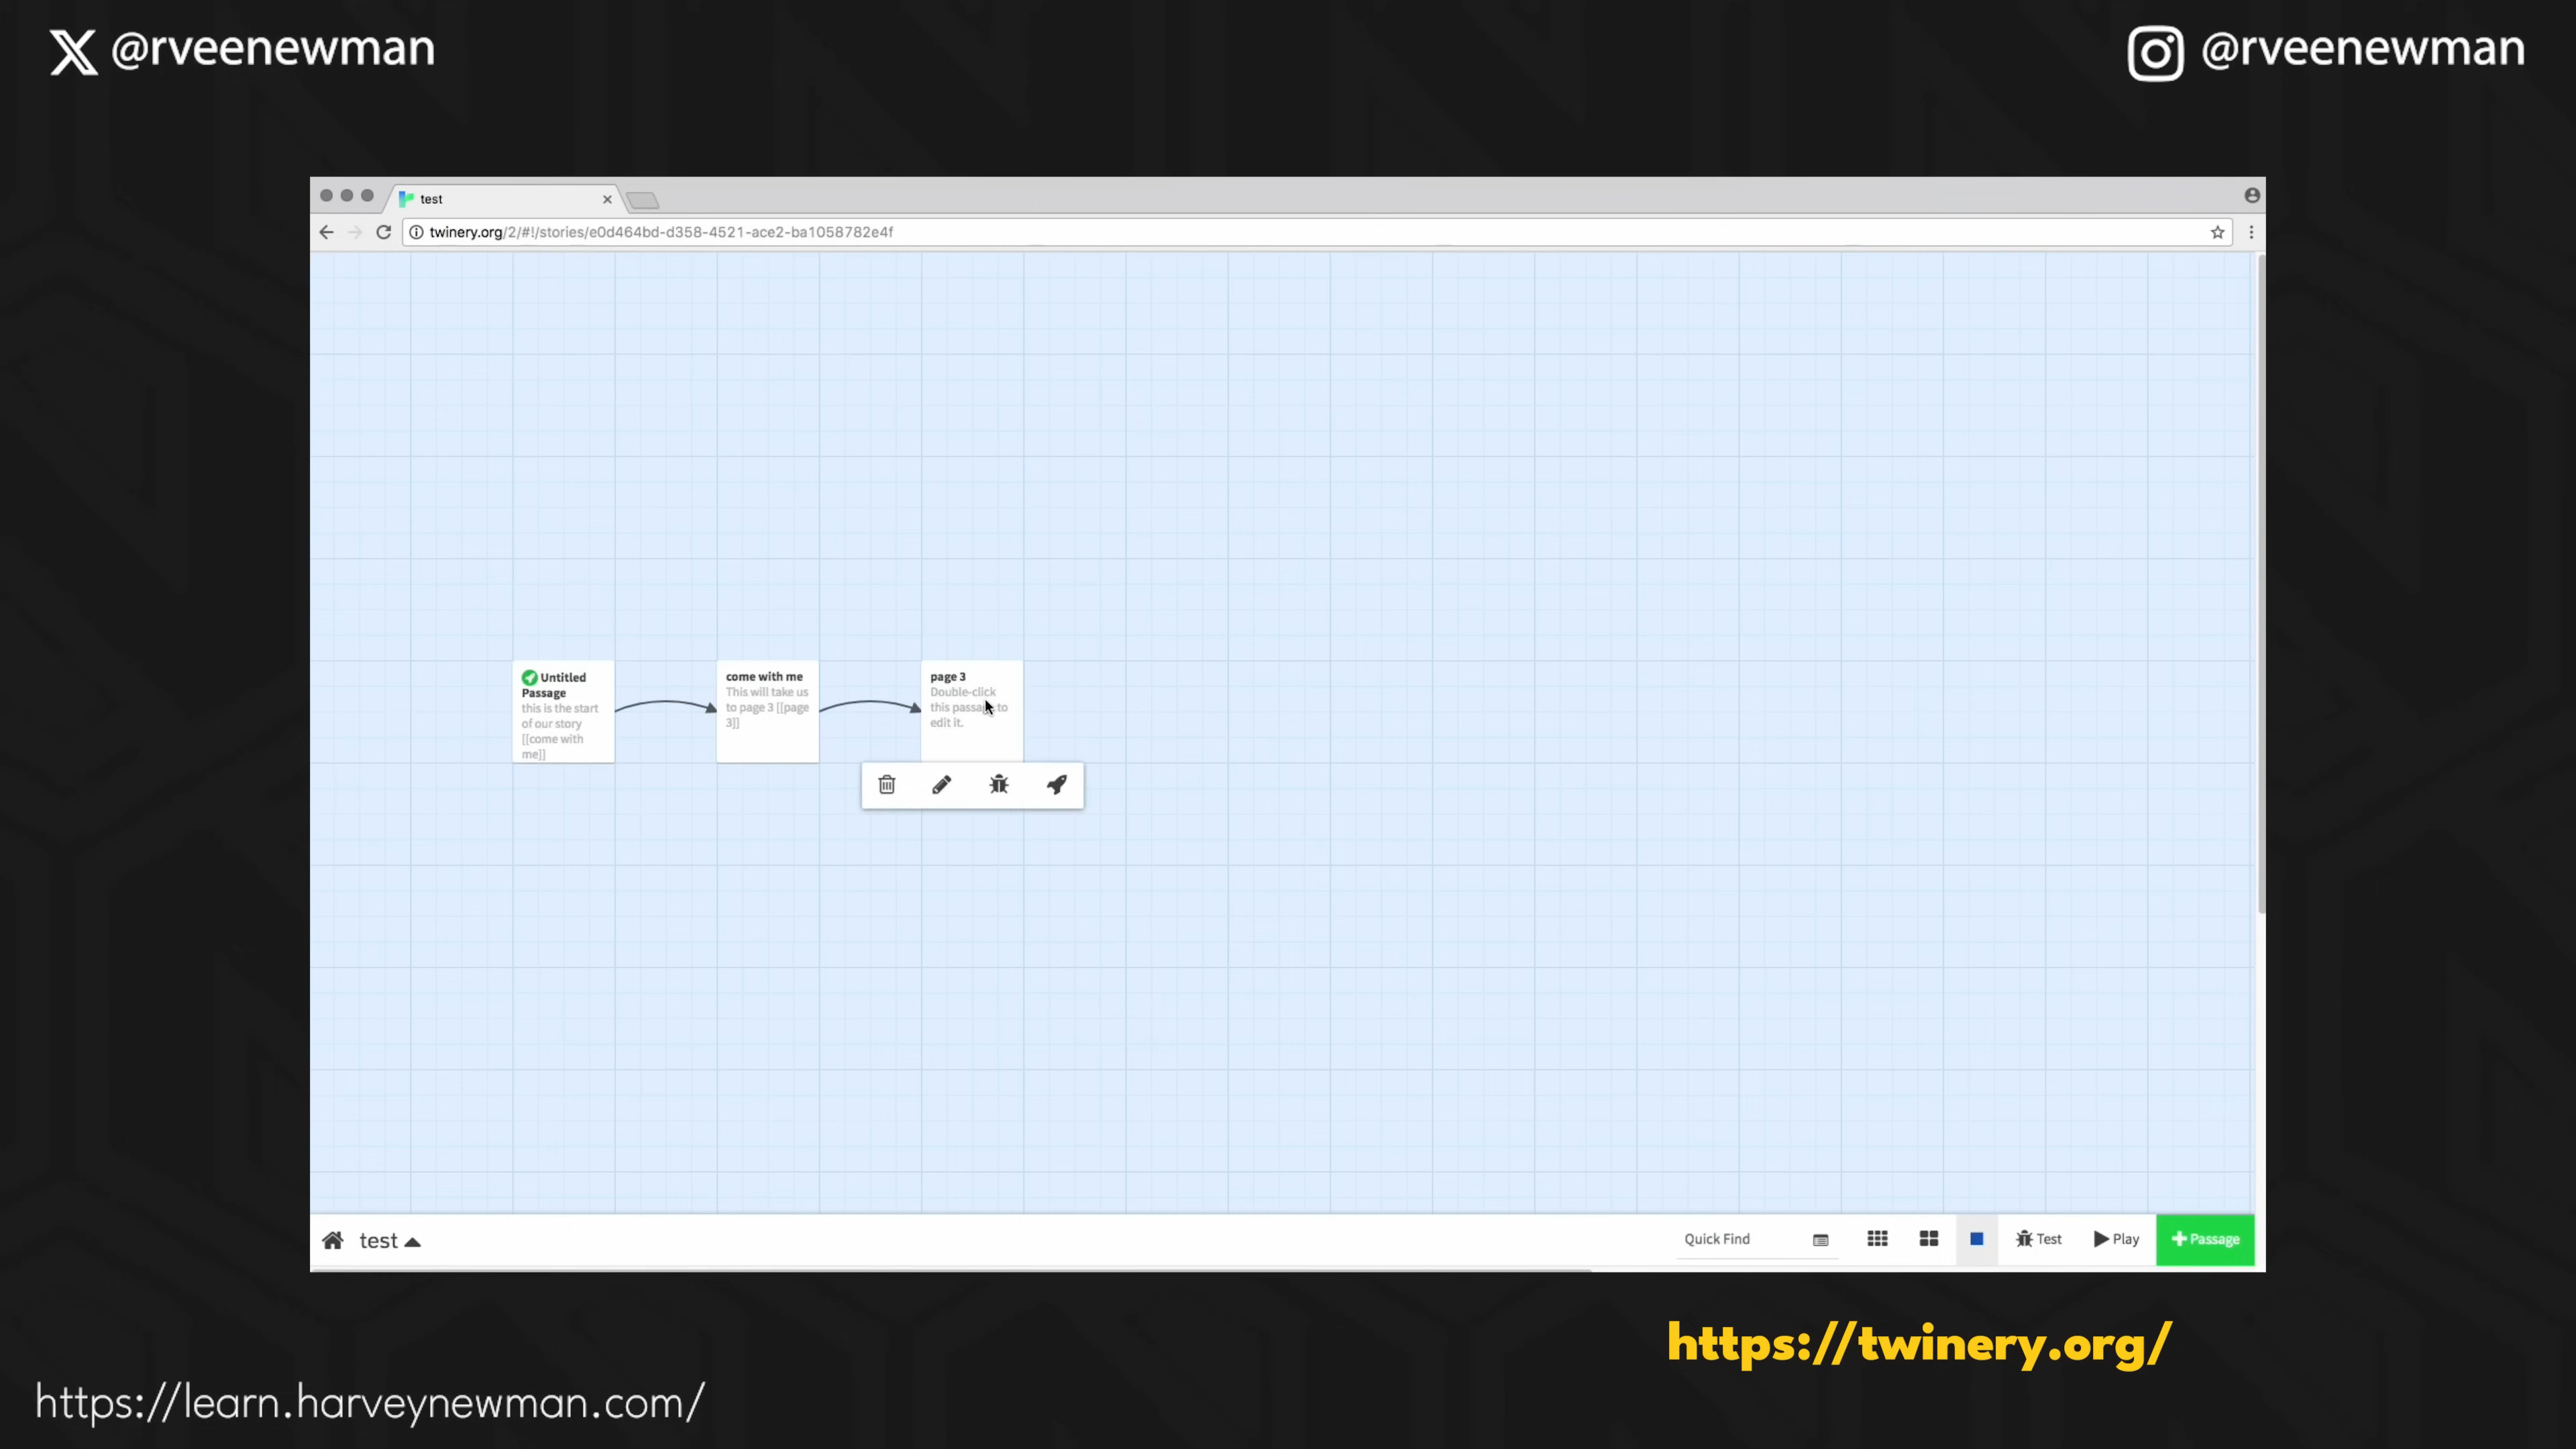 @rveenewman
@rveenewman
test
twinery.org/2/#!/stories/e0d464bd-d358-4521-ace2-ba1058782e4f
Untitled
Passage
this is the start
of our story
[[come with
me]]
come with me
This will take us
to page 3 [[page
3]]
page 3
Double-click
this passage to
edit it.
test
Quick Find
Test
Play
Passage
https://twinery.org/
https://learn.harveynewman.com/